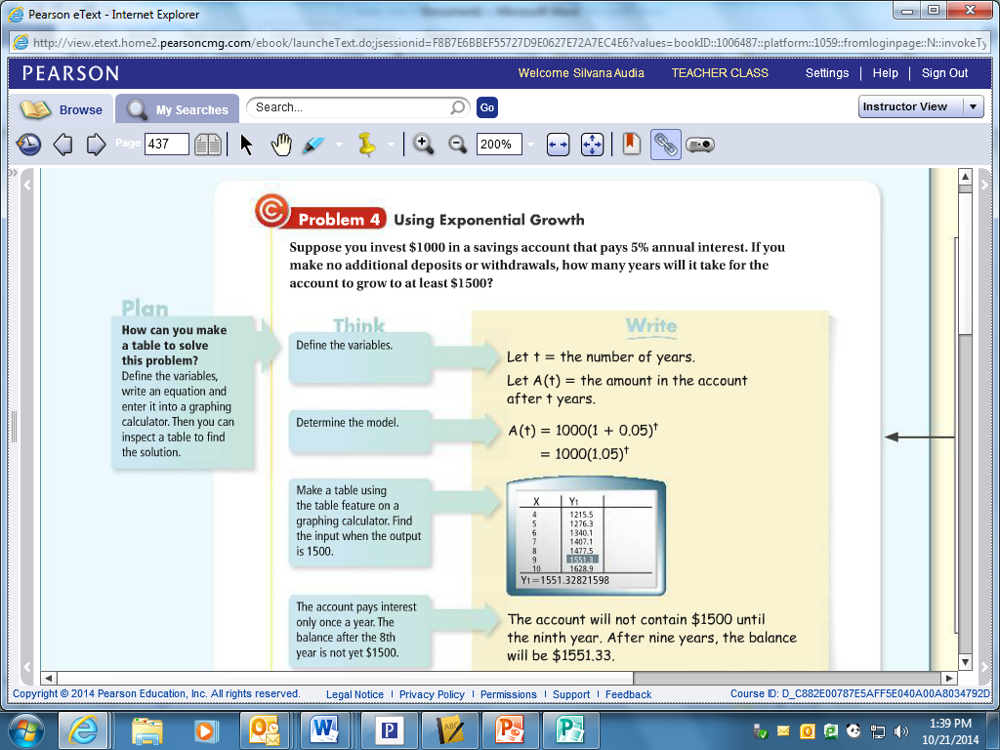 Pearson eText - Internet Explorer
http://view.etext.home2.pearsoncmg.com/ebook/launcheText.do;jsessionid=F8B7E6BBEF55727D9E0627E72A7EC4E6?values=bookID::1006487::platform::1059::fromloginpage::N::invokeTy
PEARSON
Welcome Silvana Audia TEACHER CLASS Settings | Help | Sign Out
Browse My Searches Search... Go Instructor View
Page 437 200%
Problem 4 Using Exponential Growth
Suppose you invest $1000 in a savings account that pays 5% annual interest. If you
make no additional deposits or withdrawals, how many years will it take for the
account to grow to at least $1500?
Plan
How can you make
a table to solve
this problem?
Define the variables,
write an equation and
enter it into a graphing
calculator. Then you can
inspect a table to find
the solution.
Think
Write
Define the variables.
Let t = the number of years.
Let A(t) = the amount in the account
after t years.
Determine the model.
A(t) = 1000(1 + 0.05)ᵗ
= 1000(1.05)ᵗ
Make a table using
the table feature on a
graphing calculator. Find
the input when the output
is 1500.
X Y₁
4 1215.5
5 1276.3
6 1340.1
7 1407.1
8 1477.5
9 1551.3
10 1628.9
Y₁=1551.32821598
The account pays interest
only once a year. The
balance after the 8th
year is not yet $1500.
The account will not contain $1500 until
the ninth year. After nine years, the balance
will be $1551.33.
Copyright © 2014 Pearson Education, Inc. All rights reserved. Legal Notice | Privacy Policy | Permissions | Support | Feedback Course ID: D_C882E00787E5AFF5E040A00A8034792D
1:39 PM
10/21/2014